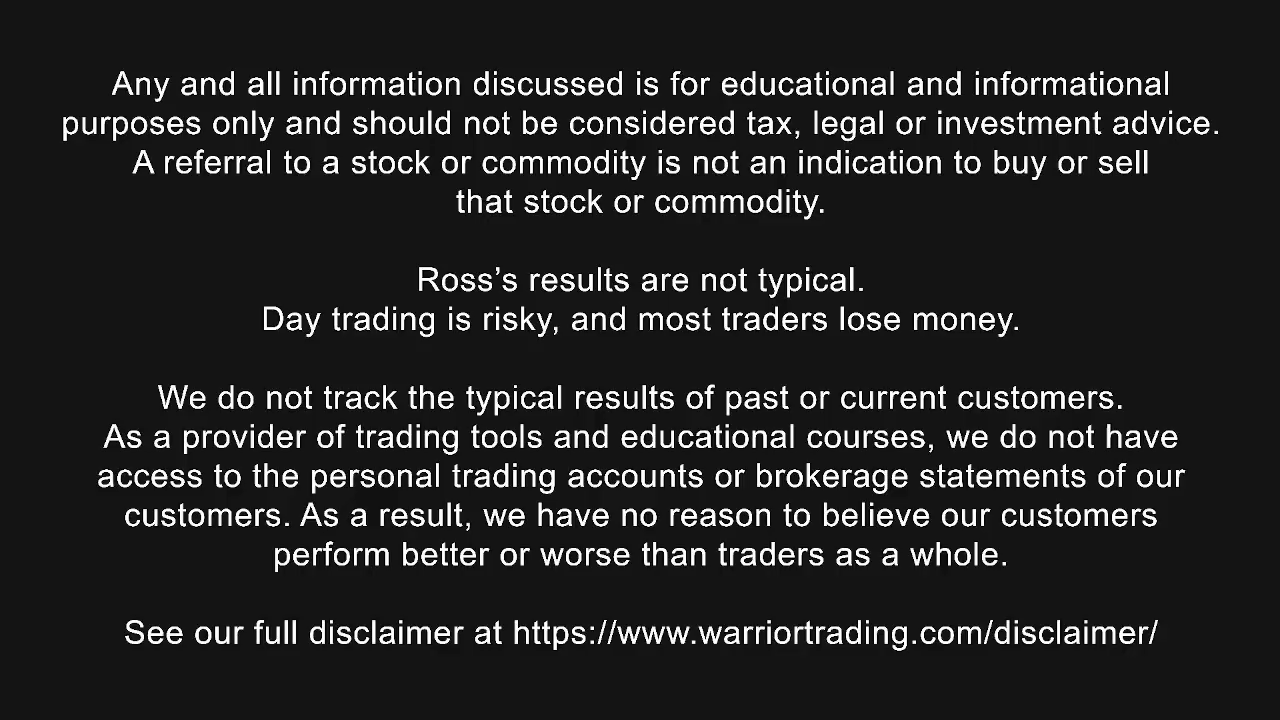 Any and all information discussed is for educational and informational
purposes only and should not be considered tax, legal or investment advice.
A referral to a stock or commodity is not an indication to buy or sell
that stock or commodity.
Ross’s results are not typical.
Day trading is risky, and most traders lose money.
We do not track the typical results of past or current customers.
As a provider of trading tools and educational courses, we do not have
access to the personal trading accounts or brokerage statements of our
customers. As a result, we have no reason to believe our customers
perform better or worse than traders as a whole.
See our full disclaimer at https://www.warriortrading.com/disclaimer/